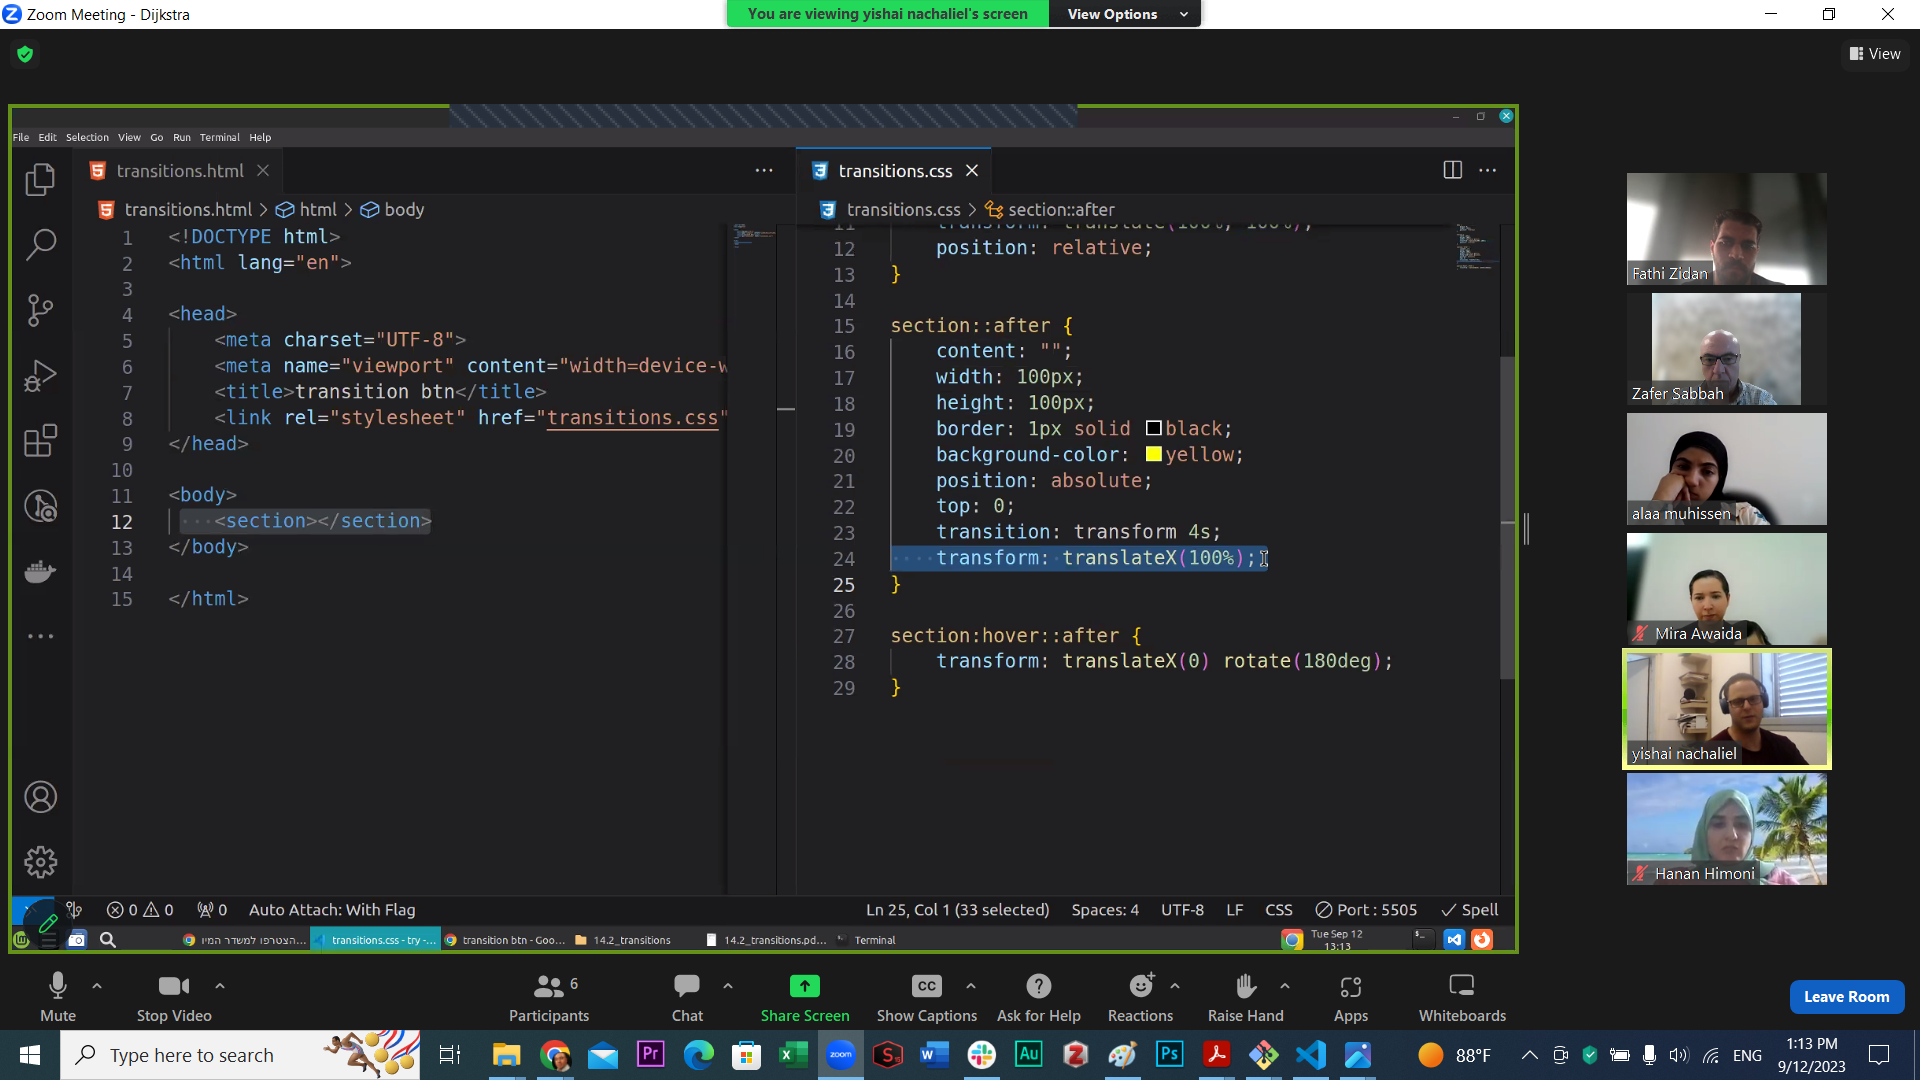 Zoom Meeting - Dijkstra
You are viewing yishai nachaliel's screen
View Options
View
File Edit Selection View Go Run Terminal Help
transitions.html
transitions.html > html > body
1 <!DOCTYPE html>
2 <html lang="en">
3
4 <head>
5 <meta charset="UTF-8">
6 <meta name="viewport" content="width=device-w
7 <title>transition btn</title>
8 <link rel="stylesheet" href="transitions.css"
9 </head>
10
11 <body>
12 <section></section>
13 </body>
14
15 </html>
transitions.css
transitions.css > section::after
11 transform: translate(100%, 100%);
12 position: relative;
13 }
14
15 section::after {
16 content: "";
17 width: 100px;
18 height: 100px;
19 border: 1px solid black;
20 background-color: yellow;
21 position: absolute;
22 top: 0;
23 transition: transform 4s;
24 transform: translateX(100%);
25 }
26
27 section:hover::after {
28 transform: translateX(0) rotate(180deg);
29 }
Fathi Zidan
Zafer Sabbah
alaa muhissen
Mira Awaida
yishai nachaliel
Hanan Himoni
0 0 0 Auto Attach: With Flag
Ln 25, Col 1 (33 selected) Spaces: 4 UTF-8 LF CSS Port : 5505 Spell
הצטרפו למשדר המיו...
transitions.css - try -...
transition btn - Goo...
14.2_transitions
14.2_transitions.pd...
Terminal
Tue Sep 12
13:13
Mute
Stop Video
6
Participants
Chat
Share Screen
CC
Show Captions
Ask for Help
Reactions
Raise Hand
Apps
Whiteboards
Leave Room
Type here to search
Pr
zoom
Au
Ps
88°F
ENG
1:13 PM
9/12/2023